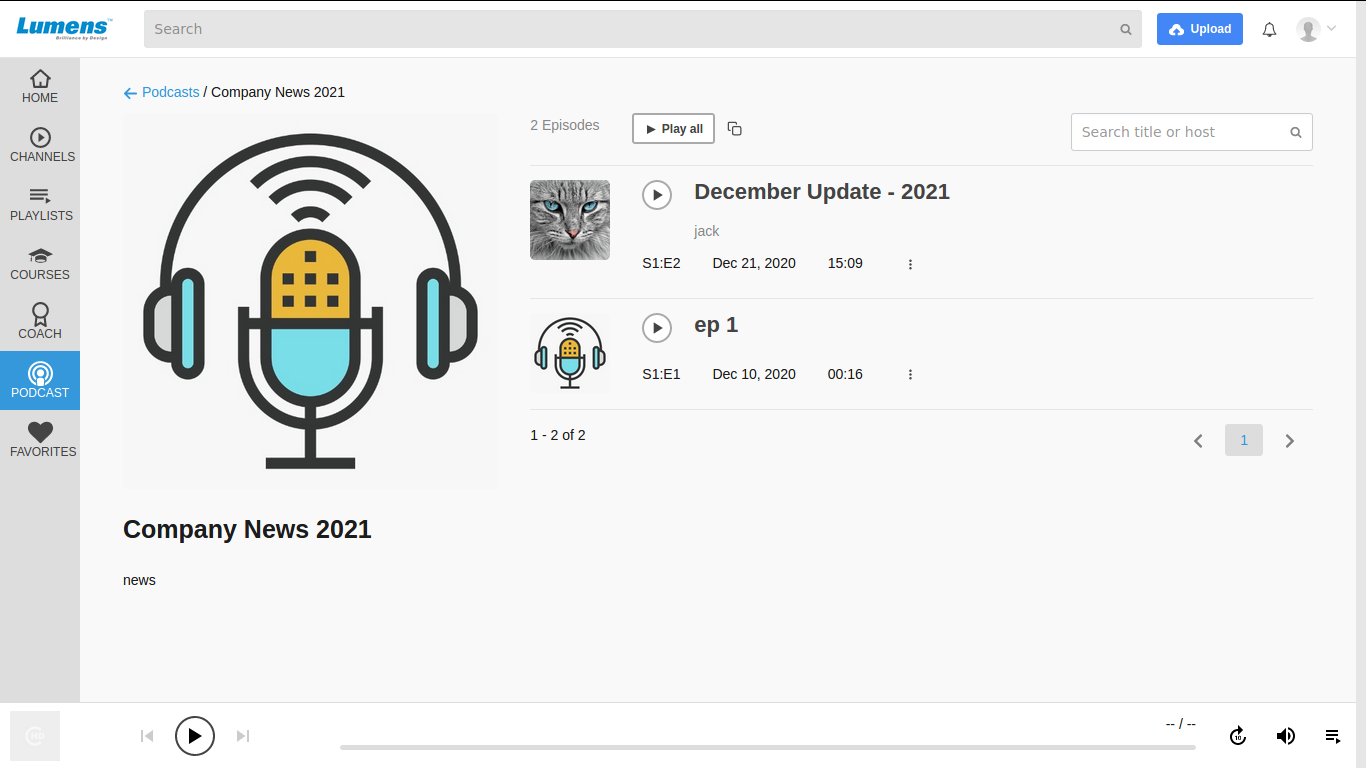 Lumens™
Brilliance by Design
Search
Upload
HOME
CHANNELS
PLAYLISTS
COURSES
COACH
PODCAST
FAVORITES
Podcasts / Company News 2021
2 Episodes
Play all
Search title or host
December Update - 2021
jack
S1:E2 Dec 21, 2020 15:09
ep 1
S1:E1 Dec 10, 2020 00:16
1 - 2 of 2
1
Company News 2021
news
HD
-- / --
10